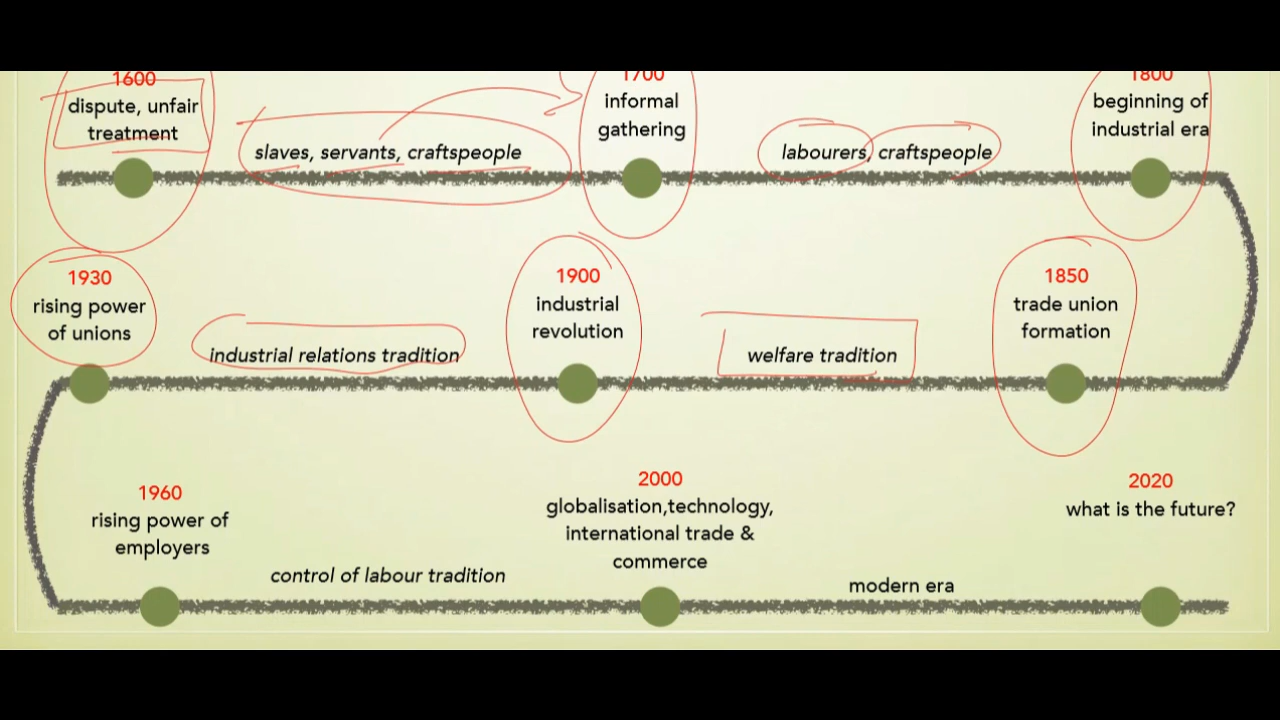 1600
dispute, unfair
treatment
slaves, servants, craftspeople
1700
informal
gathering
labourers, craftspeople
1800
beginning of
industrial era
1930
rising power
of unions
industrial relations tradition
1900
industrial
revolution
welfare tradition
1850
trade union
formation
1960
rising power of
employers
control of labour tradition
2000
globalisation,technology,
international trade &
commerce
modern era
2020
what is the future?